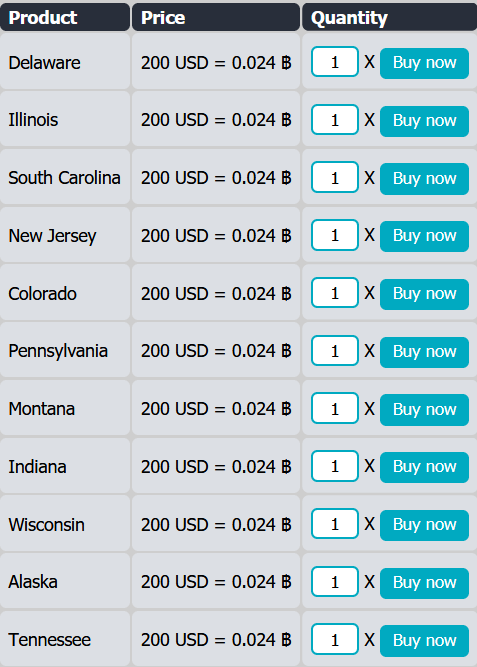 Product Price Quantity
Delaware 200 USD = 0.024 ฿ 1 X Buy now
Illinois 200 USD = 0.024 ฿ 1 X Buy now
South Carolina 200 USD = 0.024 ฿ 1 X Buy now
New Jersey 200 USD = 0.024 ฿ 1 X Buy now
Colorado 200 USD = 0.024 ฿ 1 X Buy now
Pennsylvania 200 USD = 0.024 ฿ 1 X Buy now
Montana 200 USD = 0.024 ฿ 1 X Buy now
Indiana 200 USD = 0.024 ฿ 1 X Buy now
Wisconsin 200 USD = 0.024 ฿ 1 X Buy now
Alaska 200 USD = 0.024 ฿ 1 X Buy now
Tennessee 200 USD = 0.024 ฿ 1 X Buy now